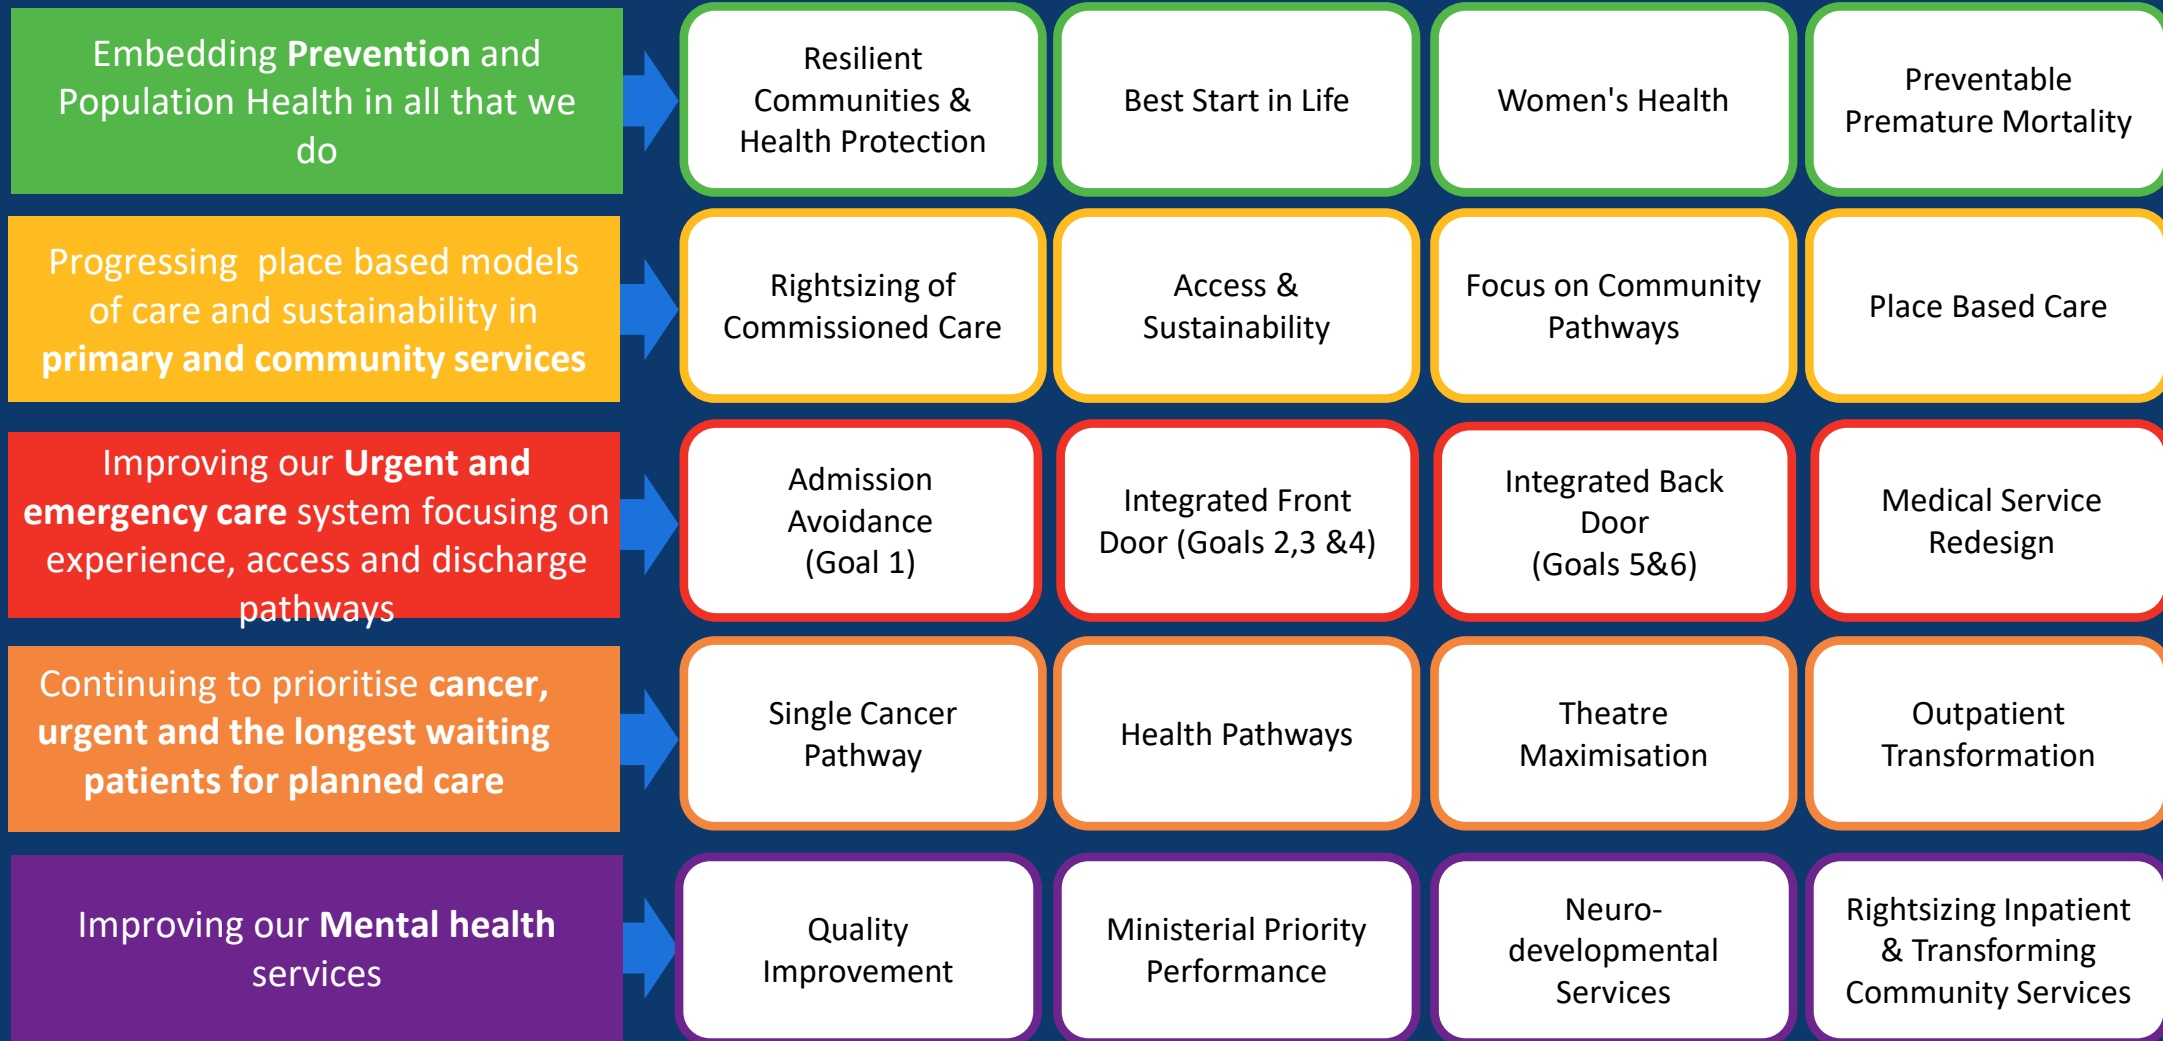 Embedding Prevention and
Population Health in all that we
do
Resilient
Communities &
Health Protection
Best Start in Life
Women's Health
Preventable
Premature Mortality
Progressing place based models
of care and sustainability in
primary and community services
Rightsizing of
Commissioned Care
Access &
Sustainability
Focus on Community
Pathways
Place Based Care
Improving our Urgent and
emergency care system focusing on
experience, access and discharge
pathways
Admission
Avoidance
(Goal 1)
Integrated Front
Door (Goals 2,3 &4)
Integrated Back
Door
(Goals 5&6)
Medical Service
Redesign
Continuing to prioritise cancer,
urgent and the longest waiting
patients for planned care
Single Cancer
Pathway
Health Pathways
Theatre
Maximisation
Outpatient
Transformation
Improving our Mental health
services
Quality
Improvement
Ministerial Priority
Performance
Neuro-
developmental
Services
Rightsizing Inpatient
& Transforming
Community Services